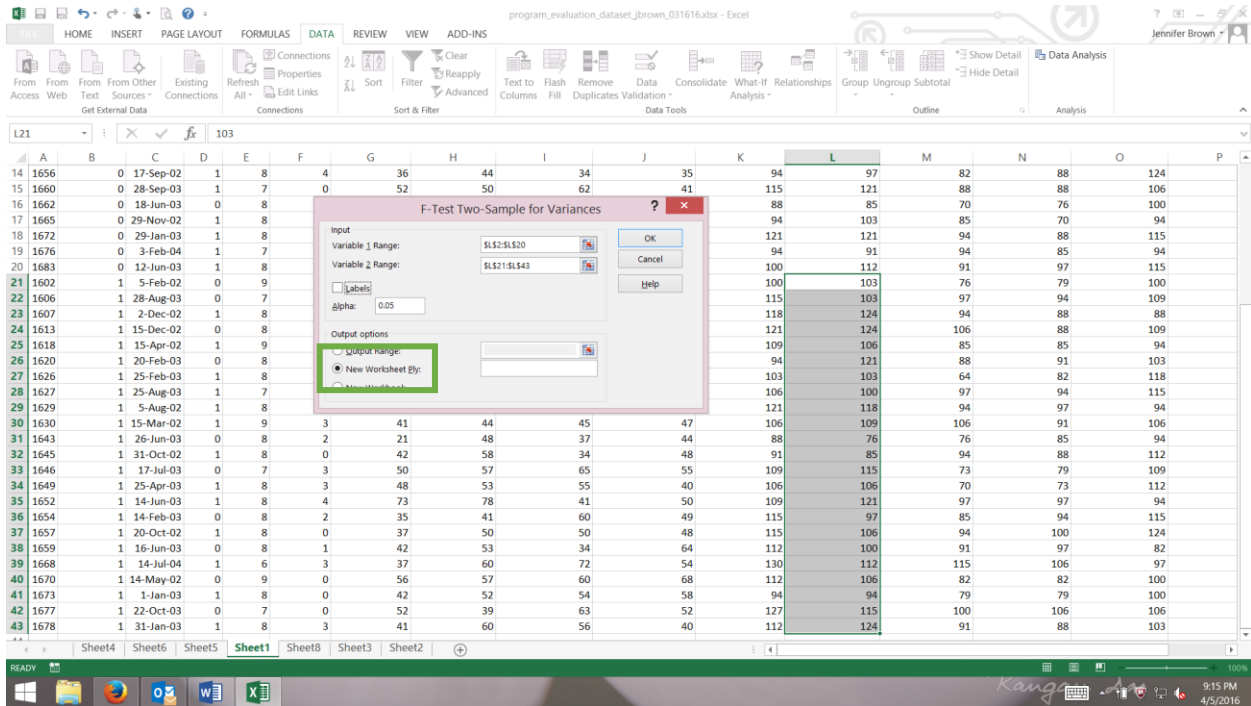 program_evaluation_dataset_jbrown_031616.xlsx - Excel
FILE HOME INSERT PAGE LAYOUT FORMULAS DATA REVIEW VIEW ADD-INS Jennifer Brown
From Access From Web From Text From Other Sources Existing Connections Refresh All Connections Properties Edit Links Sort Filter Clear Reapply Advanced Text to Columns Flash Fill Remove Duplicates Data Validation Consolidate What-If Analysis Relationships Group Ungroup Subtotal Show Detail Hide Detail Data Analysis
Get External Data Connections Sort & Filter Data Tools Outline Analysis
L21 fx 103
A B C D E F G H I J K L M N O P
14 1656 0 17-Sep-02 1 8 4 36 44 34 35 94 97 82 88 124
15 1660 0 28-Sep-03 1 7 0 52 50 62 41 115 121 88 88 106
16 1662 0 18-Jun-03 0 8 88 85 70 76 100
17 1665 0 29-Nov-02 1 8 94 103 85 70 94
18 1672 0 29-Jan-03 1 8 121 121 94 88 115
19 1676 0 3-Feb-04 1 7 94 91 94 85 94
20 1683 0 12-Jun-03 1 8 100 112 91 97 115
21 1602 1 5-Feb-02 0 9 100 103 76 79 100
22 1606 1 28-Aug-03 0 7 115 103 97 94 109
23 1607 1 2-Dec-02 1 8 118 124 94 88 88
24 1613 1 15-Dec-02 0 8 121 124 106 88 109
25 1618 1 15-Apr-02 1 9 109 106 85 85 94
26 1620 1 20-Feb-03 0 8 94 121 88 91 103
27 1626 1 25-Feb-03 1 8 103 103 64 82 118
28 1627 1 25-Aug-03 1 7 106 100 97 94 115
29 1629 1 5-Aug-02 1 8 121 118 94 97 94
30 1630 1 15-Mar-02 1 9 3 41 44 45 47 106 109 106 91 106
31 1643 1 26-Jun-03 0 8 2 21 48 37 44 88 76 76 85 94
32 1645 1 31-Oct-02 1 8 0 42 58 34 48 91 85 94 88 112
33 1646 1 17-Jul-03 0 7 3 50 57 65 55 109 115 73 79 109
34 1649 1 25-Apr-03 1 8 3 48 53 55 40 106 106 70 73 112
35 1652 1 14-Jun-03 1 8 4 73 78 41 50 109 121 97 97 94
36 1654 1 14-Feb-03 0 8 2 35 41 60 49 115 97 85 94 115
37 1657 1 20-Oct-02 1 8 0 37 50 50 48 115 106 94 100 124
38 1659 1 16-Jun-03 0 8 1 42 53 34 64 112 100 91 97 82
39 1668 1 14-Jul-04 1 6 3 37 60 72 54 130 112 115 106 97
40 1670 1 14-May-02 0 9 0 56 57 60 68 112 106 82 82 100
41 1673 1 1-Jan-03 1 8 0 42 52 54 58 94 94 79 79 100
42 1677 1 22-Oct-03 0 7 0 52 39 63 52 127 115 100 106 106
43 1678 1 31-Jan-03 1 8 3 41 60 56 40 112 124 91 88 103
F-Test Two-Sample for Variances ? ×
Input
Variable 1 Range: $L$2:$L$20 OK
Variable 2 Range: $L$21:$L$43 Cancel
Labels Help
Alpha: 0.05
Output options
Output Range:
New Worksheet Ply:
New Workbook
Sheet4 Sheet6 Sheet5 Sheet1 Sheet8 Sheet3 Sheet2
READY 100%
9:15 PM
4/5/2016